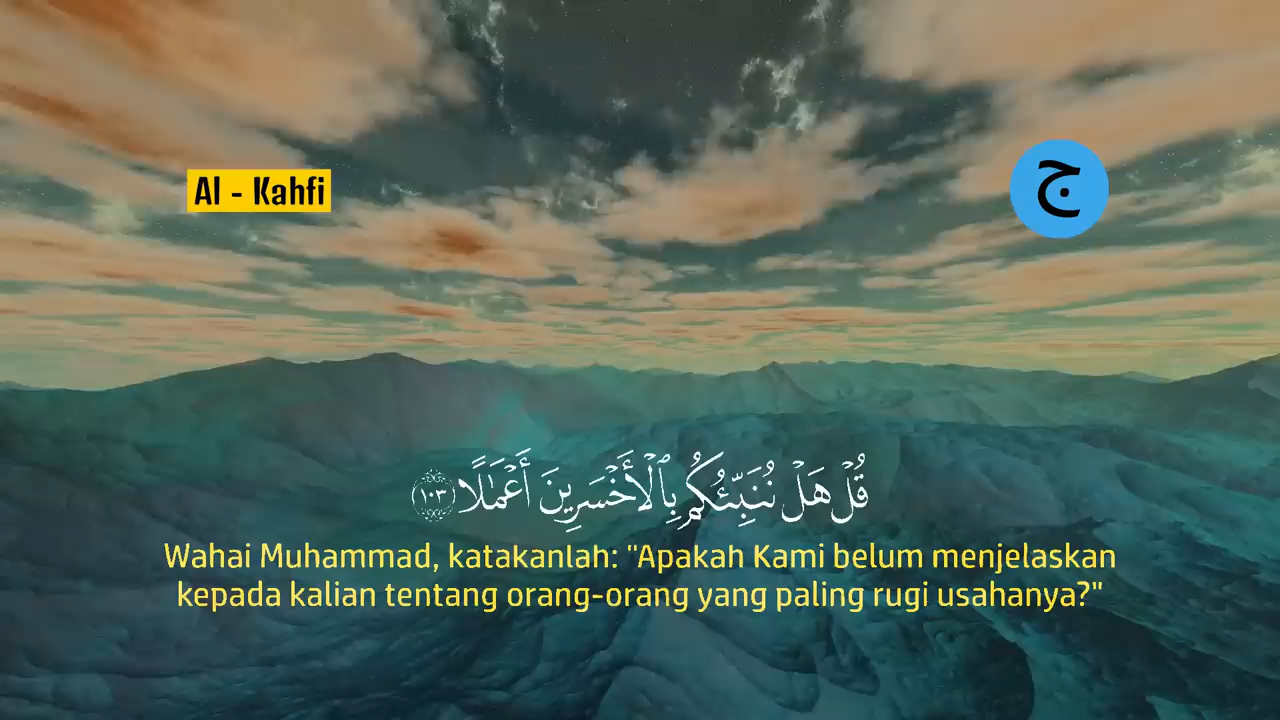 Al - Kahfi
ج
قُلْ هَلْ نُنَبِّئُكُم بِٱلْأَخْسَرِينَ أَعْمَٰلًا ﴿١٠٣﴾
Wahai Muhammad, katakanlah: "Apakah Kami belum menjelaskan
kepada kalian tentang orang-orang yang paling rugi usahanya?"